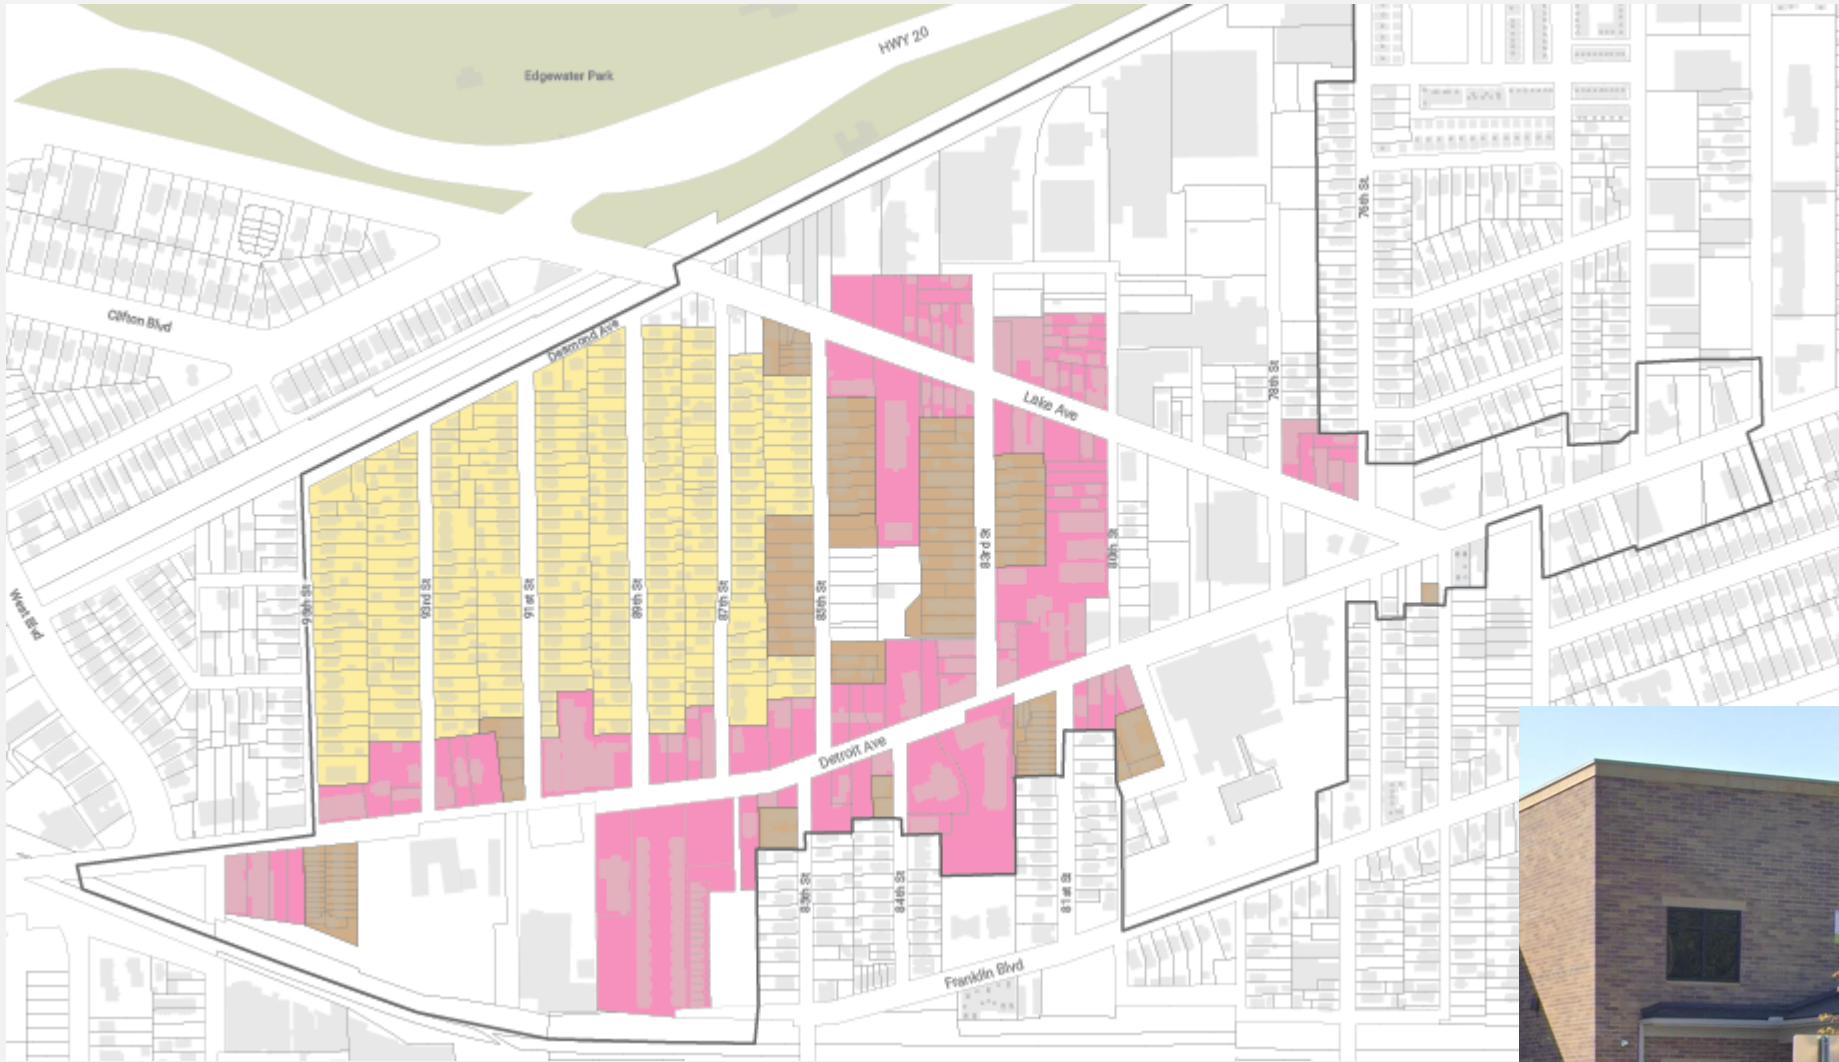 HWY 20
Edgewater Park
76th St.
Clifton Blvd
Desmond Ave
78th St
Lake Ave
83rd St
80th St
West Blvd
95th St
93rd St
91st St
89th St
87th St
85th St
Detroit Ave
85th St
84th St
81st St
Franklin Blvd